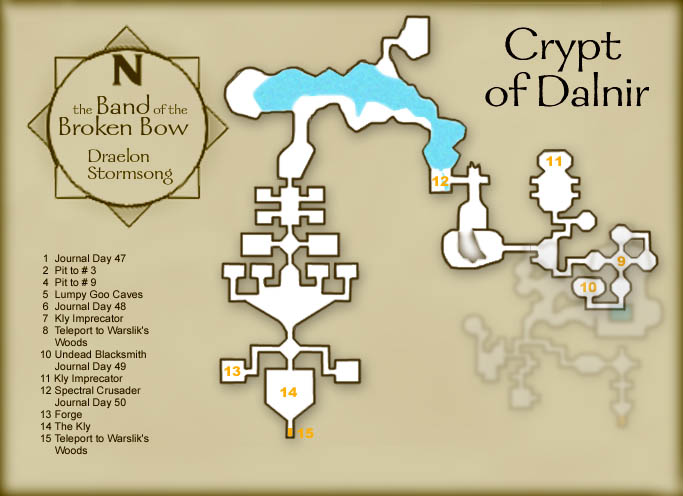 Crypt
of Dalnir
N
the Band of the
Broken Bow
Draelon
Stormsong
1 Journal Day 47
2 Pit to # 3
4 Pit to # 9
5 Lumpy Goo Caves
6 Journal Day 48
7 Kly Imprecator
8 Teleport to Warslik's
Woods
10 Undead Blacksmith
Journal Day 49
11 Kly Imprecator
12 Spectral Crusader
Journal Day 50
13 Forge
14 The Kly
15 Teleport to Warslik's
Woods
11
12
9
10
13
14
15